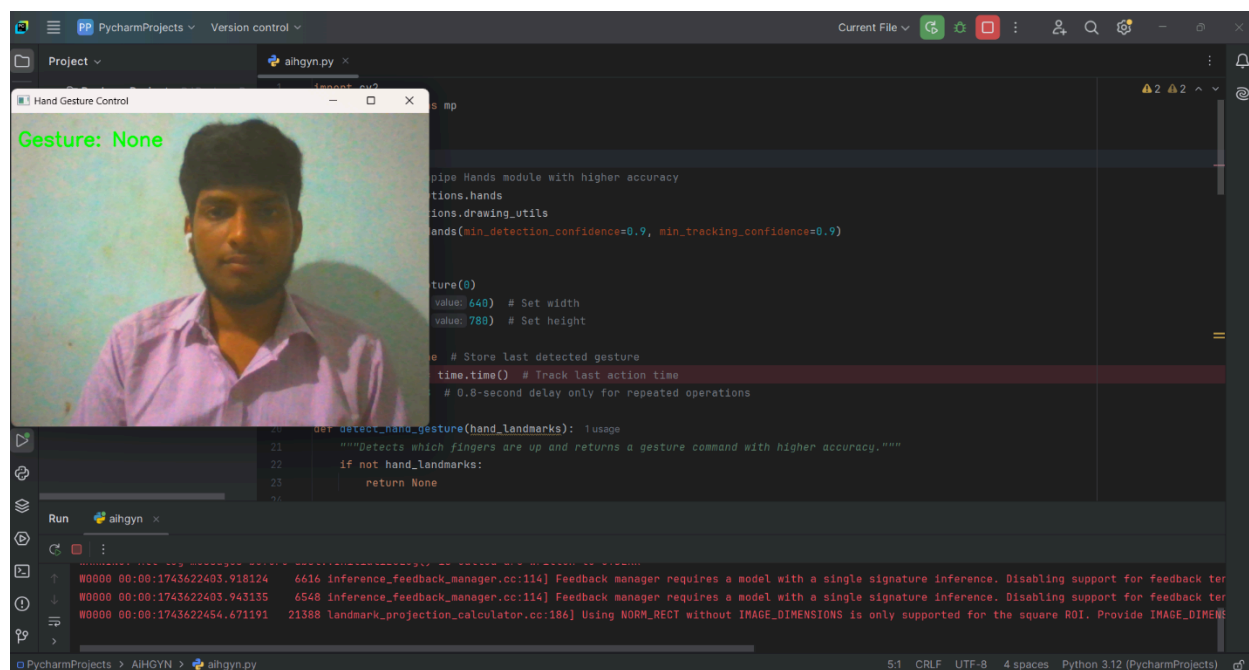 PP PycharmProjects Version control Current File
Project
aihgyn.py
Hand Gesture Control
Gesture: None
import cv2
s mp
2 2
pipe Hands module with higher accuracy
tions.hands
ions.drawing_utils
ands(min_detection_confidence=0.9, min_tracking_confidence=0.9)
ture(0)
value: 640) # Set width
value: 780) # Set height
e # Store last detected gesture
time.time() # Track last action time
# 0.8-second delay only for repeated operations
20 def detect_hand_gesture(hand_landmarks): 1 usage
21 """Detects which fingers are up and returns a gesture command with higher accuracy."""
22 if not hand_landmarks:
23 return None
Run aihgyn
W0000 00:00:1743622403.918124 6616 inference_feedback_manager.cc:114] Feedback manager requires a model with a single signature inference. Disabling support for feedback ter
W0000 00:00:1743622403.943135 6548 inference_feedback_manager.cc:114] Feedback manager requires a model with a single signature inference. Disabling support for feedback ter
W0000 00:00:1743622454.671191 21388 landmark_projection_calculator.cc:186] Using NORM_RECT without IMAGE_DIMENSIONS is only supported for the square ROI. Provide IMAGE_DIMENS
PycharmProjects > AiHGYN > aihgyn.py 5:1 CRLF UTF-8 4 spaces Python 3.12 (PycharmProjects)